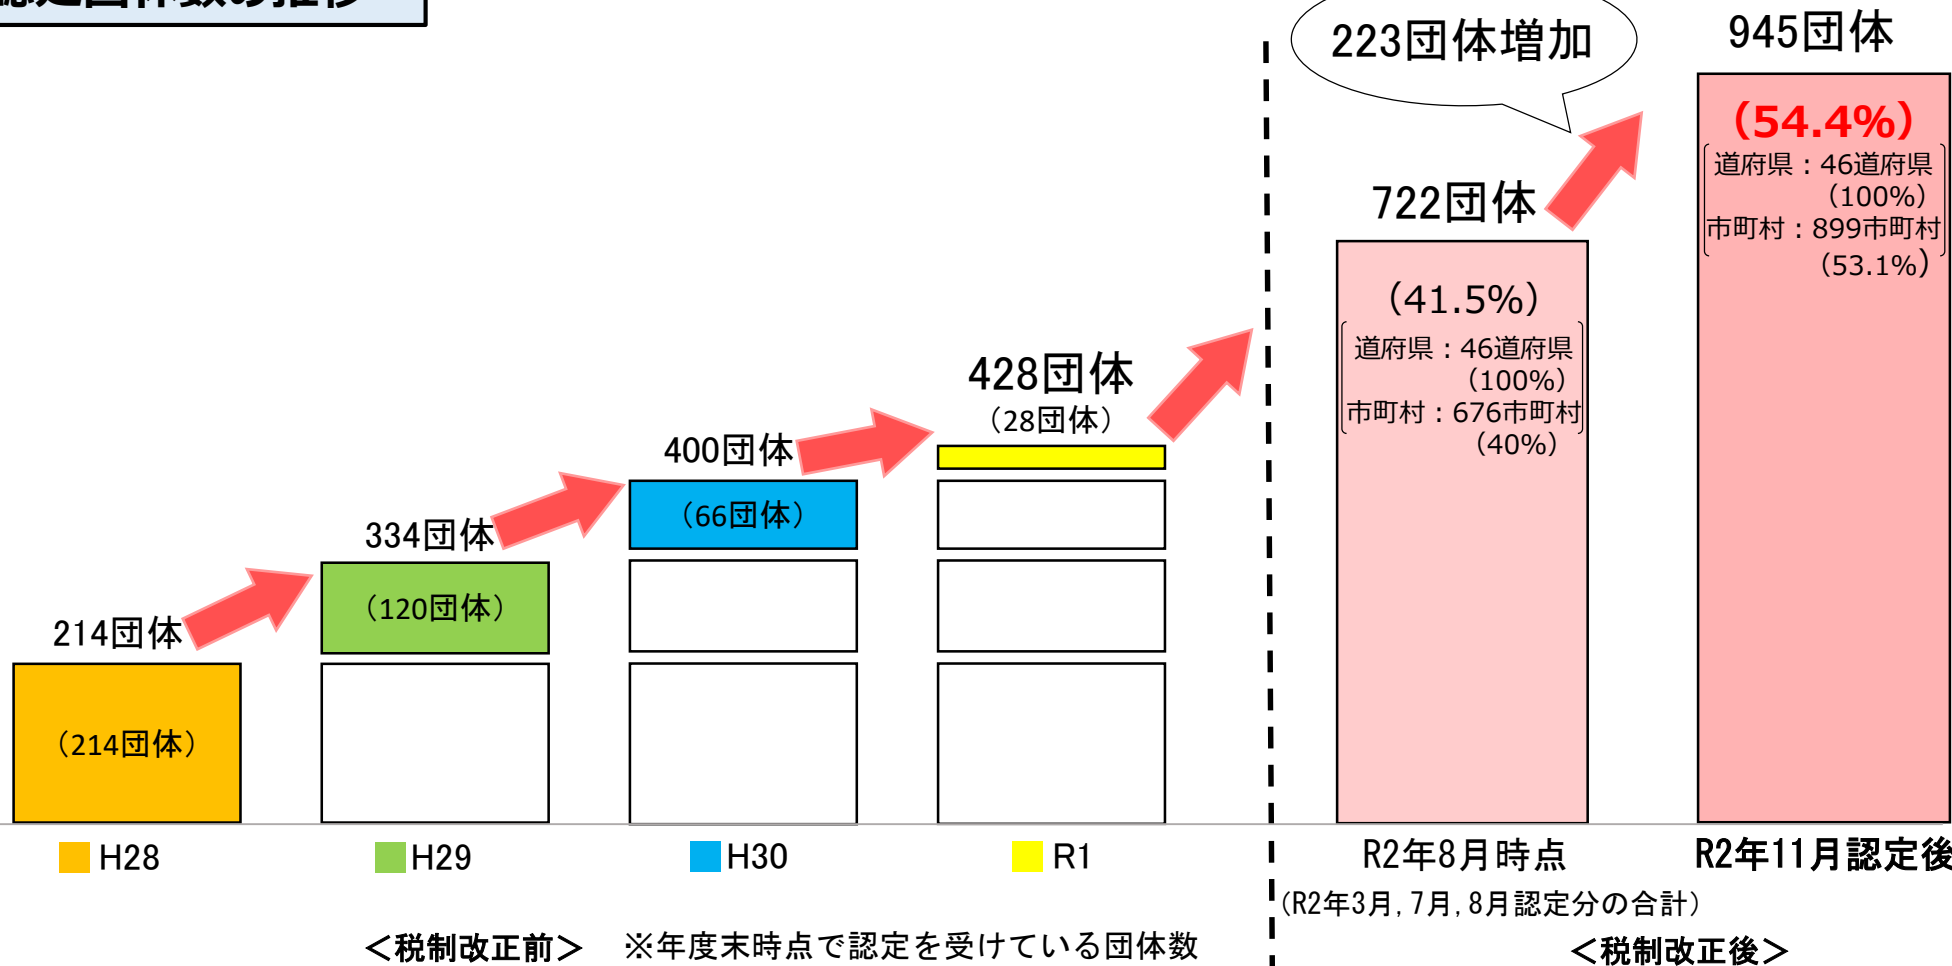 認定団体数の推移
223団体増加
945団体
(54.4%)
道府県：46道府県
(100%)
市町村：899市町村
(53.1%)
722団体
(41.5%)
道府県：46道府県
(100%)
市町村：676市町村
(40%)
428団体
(28団体)
400団体
(66団体)
334団体
(120団体)
214団体
(214団体)
H28
H29
H30
R1
R2年8月時点
(R2年3月,7月,8月認定分の合計)
R2年11月認定後
＜税制改正前＞ ※年度末時点で認定を受けている団体数
＜税制改正後＞